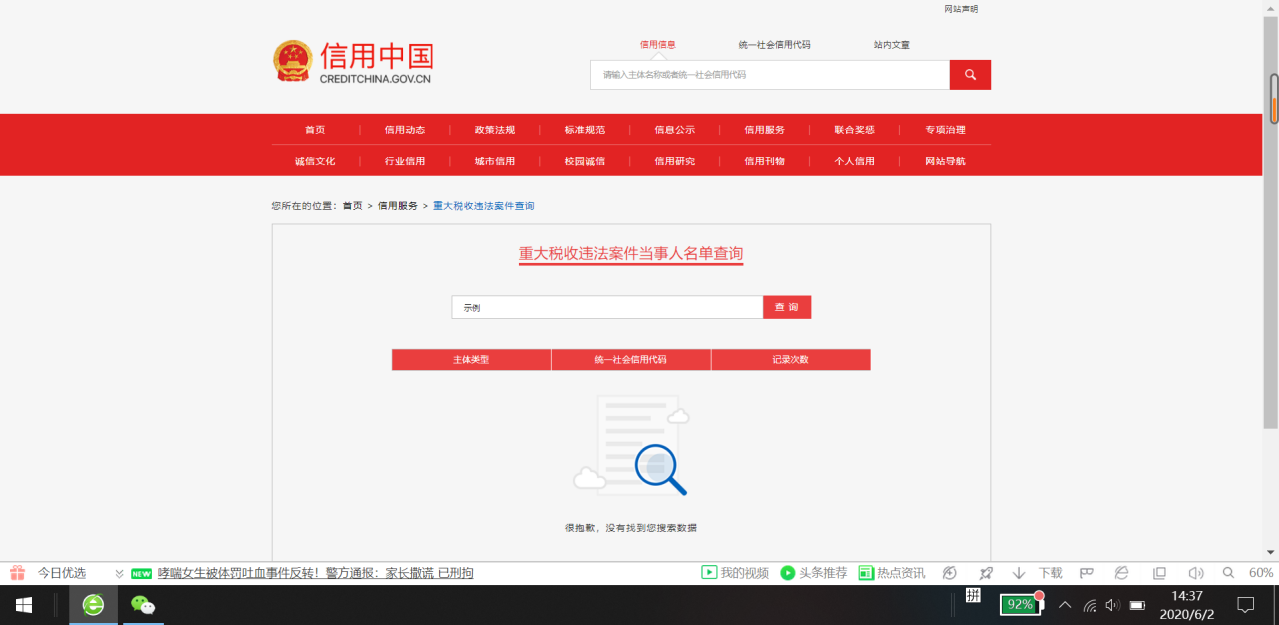 网站声明
信用信息 统一社会信用代码 站内文章
信用中国
CREDITCHINA.GOV.CN
请输入主体名称或者统一社会信用代码
首页 | 信用动态 | 政策法规 | 标准规范 | 信息公示 | 信用服务 | 联合奖惩 | 专项治理
诚信文化 | 行业信用 | 城市信用 | 校园诚信 | 信用研究 | 信用刊物 | 个人信用 | 网站导航
您所在的位置：首页 > 信用服务 > 重大税收违法案件查询
重大税收违法案件当事人名单查询
示例 查 询
主体类型 统一社会信用代码 记录次数
很抱歉，没有找到您搜索数据
今日优选 NEW 哮喘女生被体罚吐血事件反转！警方通报：家长撒谎 已刑拘 我的视频 头条推荐 热点资讯 下载 60%
拼 92% 14:37
2020/6/2